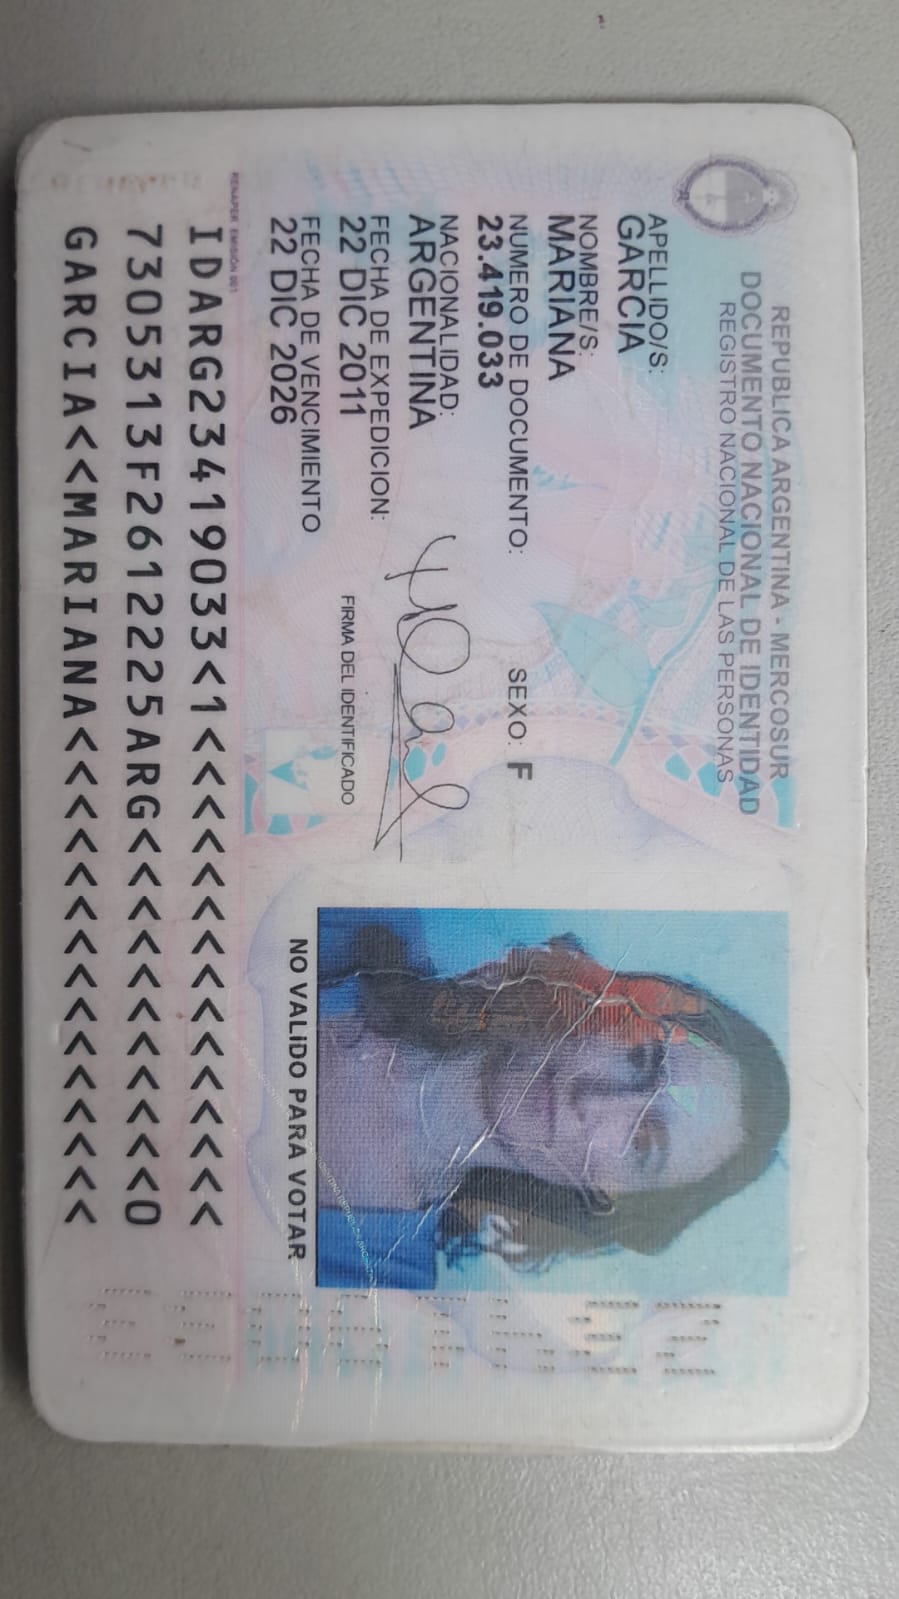 REPUBLICA ARGENTINA - MERCOSUR
DOCUMENTO NACIONAL DE IDENTIDAD
REGISTRO NACIONAL DE LAS PERSONAS
APELLIDO/S:
GARCIA
NOMBRE/S:
MARIANA
NUMERO DE DOCUMENTO: SEXO: F
23.419.033
NACIONALIDAD:
ARGENTINA
FECHA DE EXPEDICION:
22 DIC 2011
FIRMA DEL IDENTIFICADO
FECHA DE VENCIMIENTO
22 DIC 2026
NO VALIDO PARA VOTAR
RENAPER EMISIÓN 001
IDARG23419033<1<<<<<<<<<<<<<<<
7305313F2612225ARG<<<<<<<<<<<0
GARCIA<<MARIANA<<<<<<<<<<<<<<<